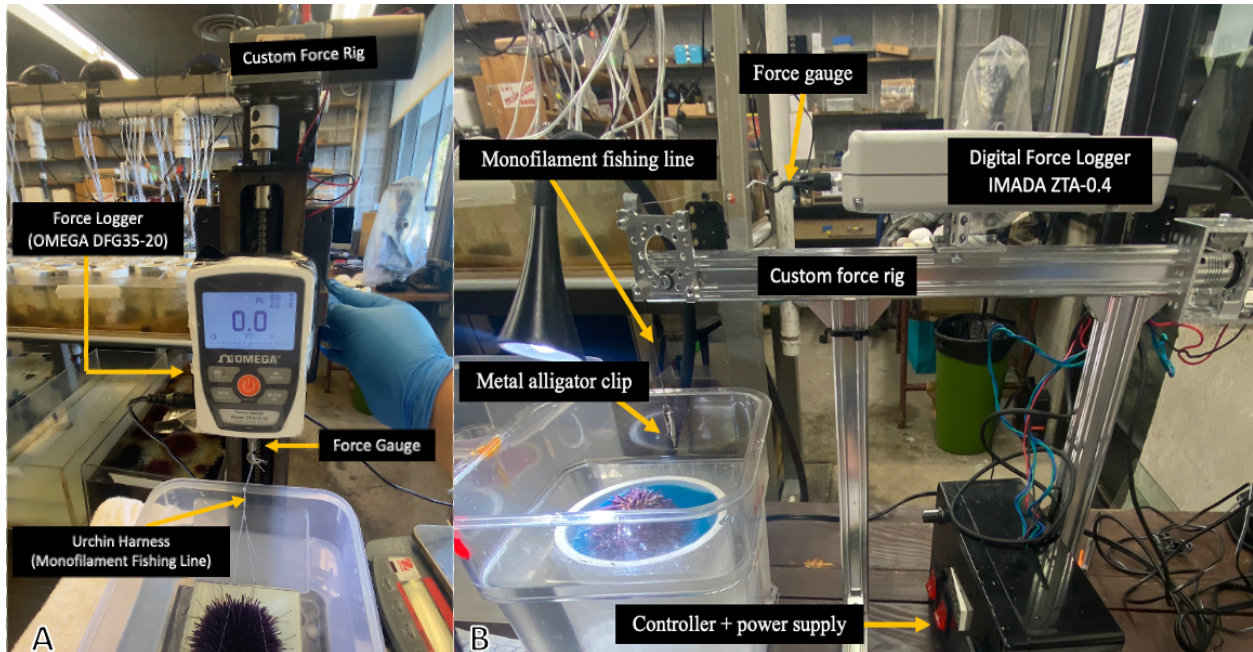 Custom Force Rig
Force Logger
(OMEGA DFG35-20)
0.0
OMEGA
Force Gauge
Urchin Harness
(Monofilament Fishing Line)
A
Force gauge
Monofilament fishing line
Digital Force Logger
IMADA ZTA-0.4
Custom force rig
Metal alligator clip
Controller + power supply
B